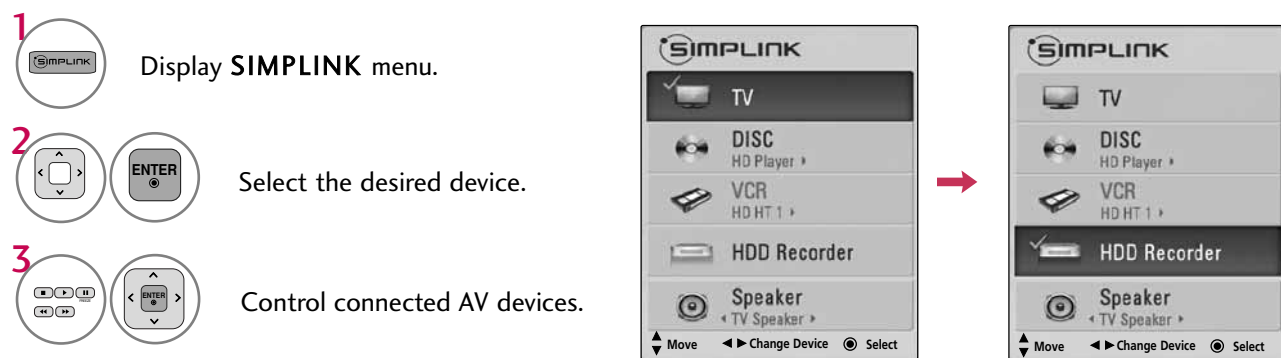 1
SIMPLINK
Display SIMPLINK menu.
2
ENTER
Select the desired device.
3
FREEZE
ENTER
Control connected AV devices.
SIMPLINK
TV
DISC
HD Player
VCR
HD HT 1
HDD Recorder
Speaker
TV Speaker
Move Change Device Select
SIMPLINK
TV
DISC
HD Player
VCR
HD HT 1
HDD Recorder
Speaker
TV Speaker
Move Change Device Select